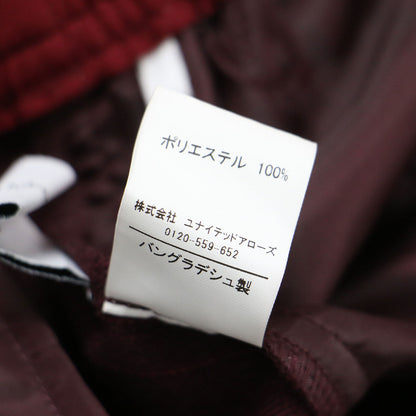 ポリエステル 100%
株式会社 ユナイテッドアローズ
0120-559-652
バングラデシュ製